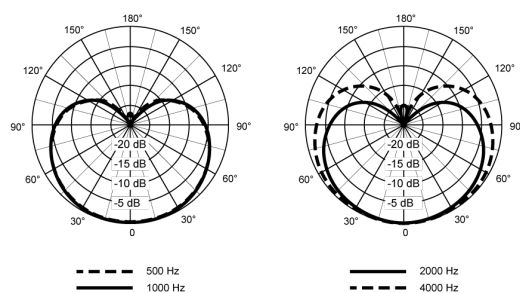 180°
150° 150°
120° 120°
90° 90°
60° 60°
30° 30°
0
-20 dB
-15 dB
-10 dB
-5 dB
500 Hz
1000 Hz
180°
150° 150°
120° 120°
90° 90°
60° 60°
30° 30°
0
-20 dB
-15 dB
-10 dB
-5 dB
2000 Hz
4000 Hz